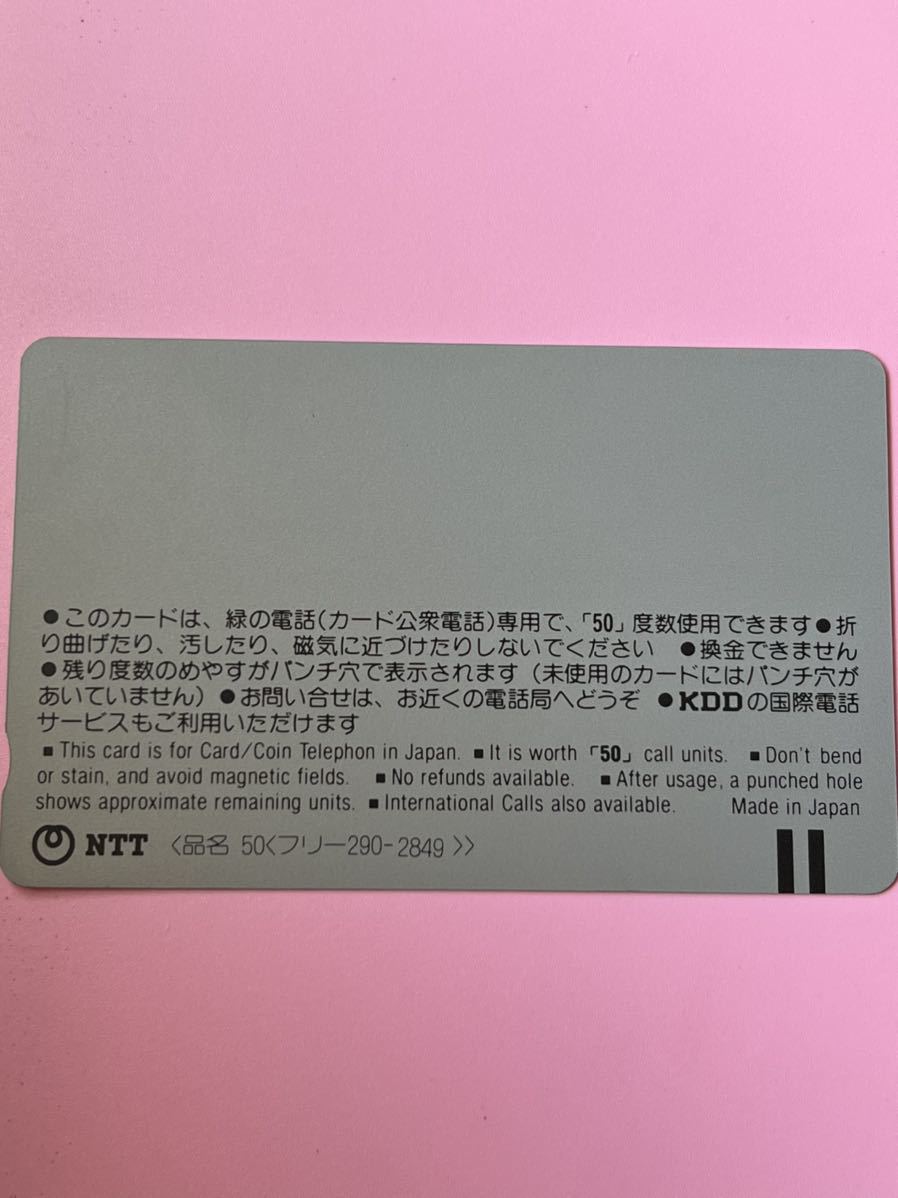 ●このカードは、緑の電話(カード公衆電話)専用で、「50」度数使用できます●折
り曲げたり、汚したり、磁気に近づけたりしないでください ●換金できません
●残り度数のめやすがパンチ穴で表示されます（未使用のカードにはパンチ穴が
あいていません）●お問い合せは、お近くの電話局へどうぞ ●KDDの国際電話
サービスもご利用いただけます
■ This card is for Card/Coin Telephon in Japan. ■ It is worth「50」call units. ■ Don't bend
or stain, and avoid magnetic fields. ■ No refunds available. ■ After usage, a punched hole
shows approximate remaining units. ■ International Calls also available. Made in Japan
NTT 〈品名 50〈フリー290-2849 〉〉